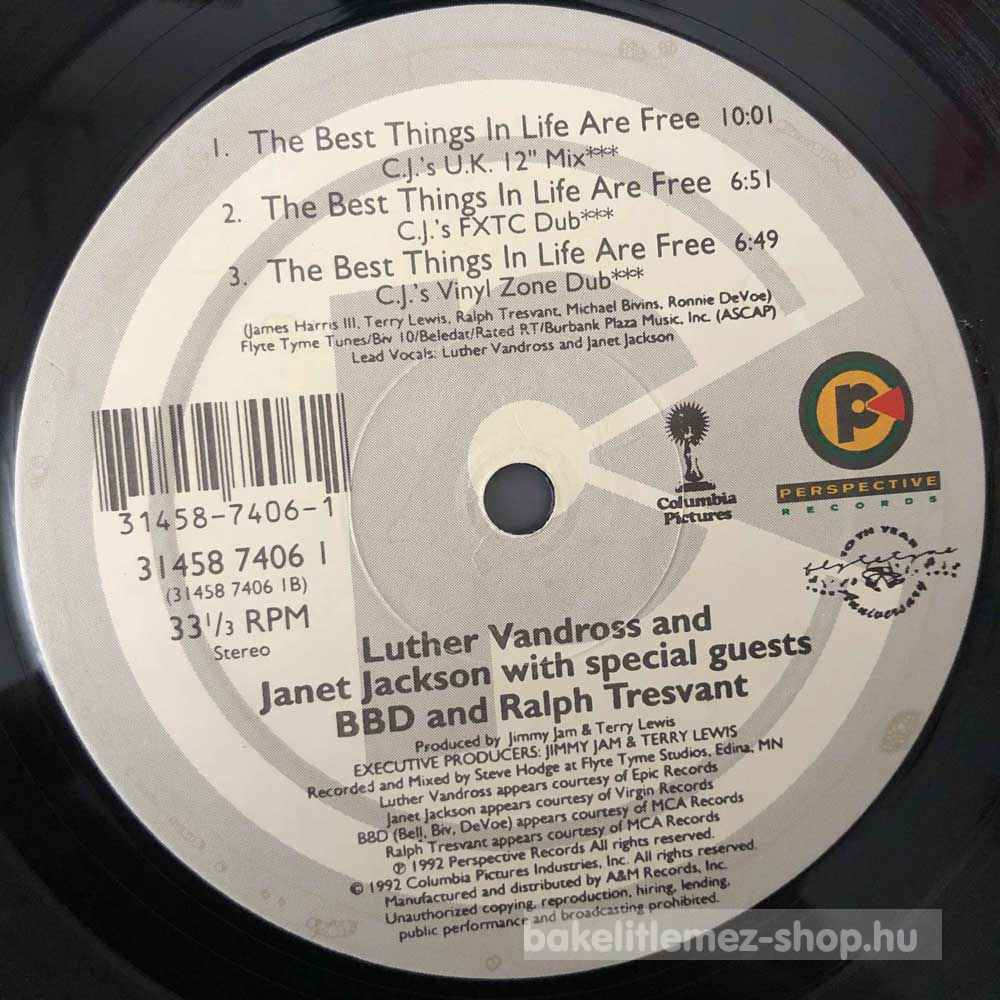 1. The Best Things In Life Are Free 10:01
C.J.'s U.K. 12" Mix***
2. The Best Things In Life Are Free 6:51
C.J.'s FXTC Dub***
3. The Best Things In Life Are Free 6:49
C.J.'s Vinyl Zone Dub***
(James Harris III, Terry Lewis, Ralph Tresvant, Michael Bivins, Ronnie DeVoe)
Flyte Tyme Tunes/Biv 10/Beledat/Rated RT/Burbank Plaza Music, Inc. (ASCAP)
Lead Vocals: Luther Vandross and Janet Jackson
31458-7406-1
31458 7406 1
(31458 7406 1B)
33 1/3 RPM
Stereo
Columbia
Pictures
P
PERSPECTIVE
RECORDS
10TH YEAR
flyte tyme
Anniversary
Luther Vandross and
Janet Jackson with special guests
BBD and Ralph Tresvant
Produced by Jimmy Jam & Terry Lewis
EXECUTIVE PRODUCERS: JIMMY JAM & TERRY LEWIS
Recorded and Mixed by Steve Hodge at Flyte Tyme Studios, Edina, MN
Luther Vandross appears courtesy of Epic Records
Janet Jackson appears courtesy of Virgin Records
BBD (Bell, Biv, DeVoe) appears courtesy of MCA Records
Ralph Tresvant appears courtesy of MCA Records
℗ 1992 Perspective Records All rights reserved.
© 1992 Columbia Pictures Industries, Inc. All rights reserved.
Manufactured and distributed by A&M Records, Inc.
Unauthorized copying, reproduction, hiring, lending,
public performance and broadcasting prohibited.
bakelitlemez-shop.hu